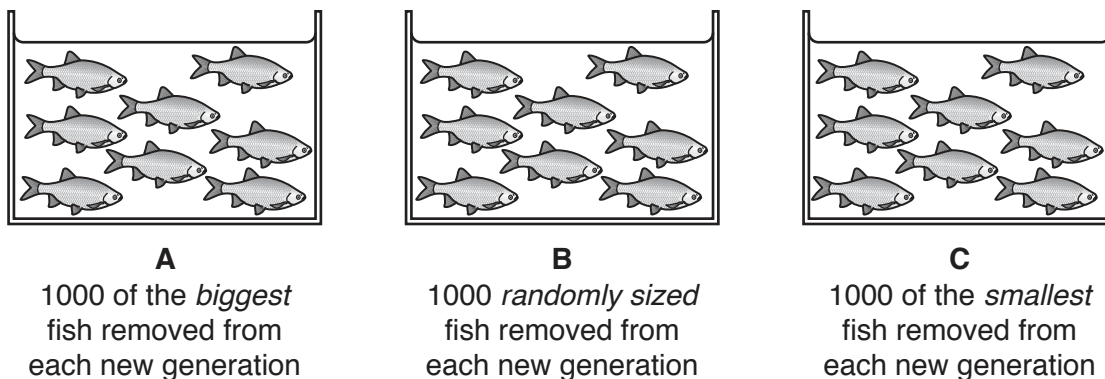 A
1000 of the biggest
fish removed from
each new generation
B
1000 randomly sized
fish removed from
each new generation
C
1000 of the smallest
fish removed from
each new generation